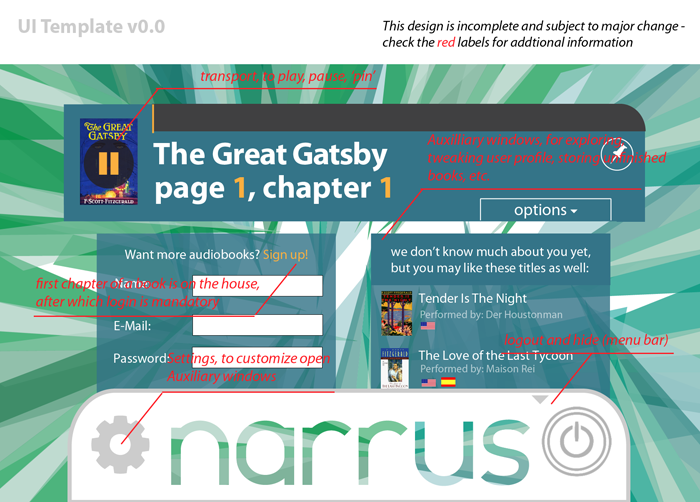 UI Template v0.0
This design is incomplete and subject to major change -
check the red labels for addtional information
transport, to play, pause, 'pin'
The GREAT
GATSBY
F·SCOTT FITZGERALD
The Great Gatsby
page 1, chapter 1
Auxiliary windows, for exploring,
tweaking user profile, storing unfinished
books, etc.
options
Want more audiobooks? Sign up!
Name:
first chapter of a book is on the house,
after which login is mandatory
E-Mail:
Password:
Settings, to customize open
Auxiliary windows
we don't know much about you yet,
but you may like these titles as well:
Tender Is The Night
Performed by: Der Houstonman
logout and hide (menu bar)
FITZGERALD
The Love of the Last Tycoon
Performed by: Maison Rei
narrus